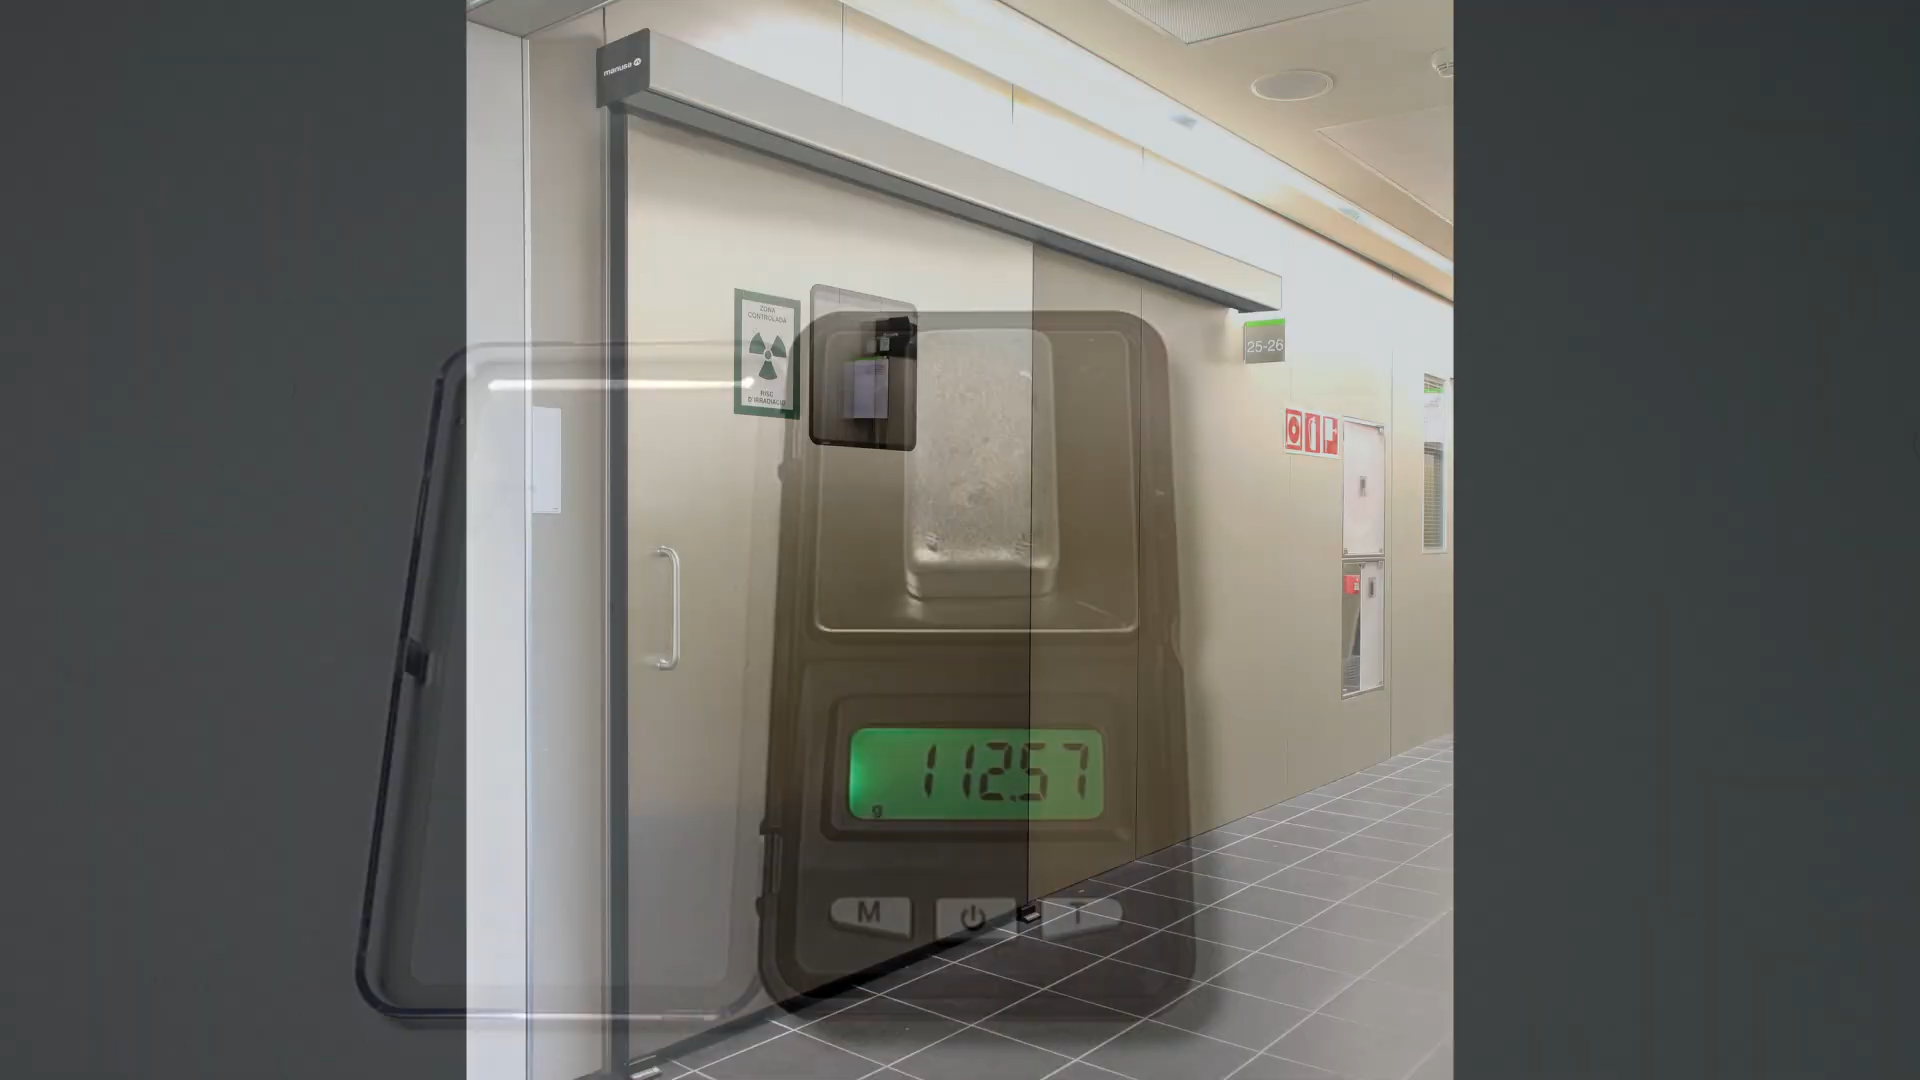 manusa
ZONA
CONTROLADA
RISC
D'IRRADIACIÓ
25-26
112.57
g
M
T